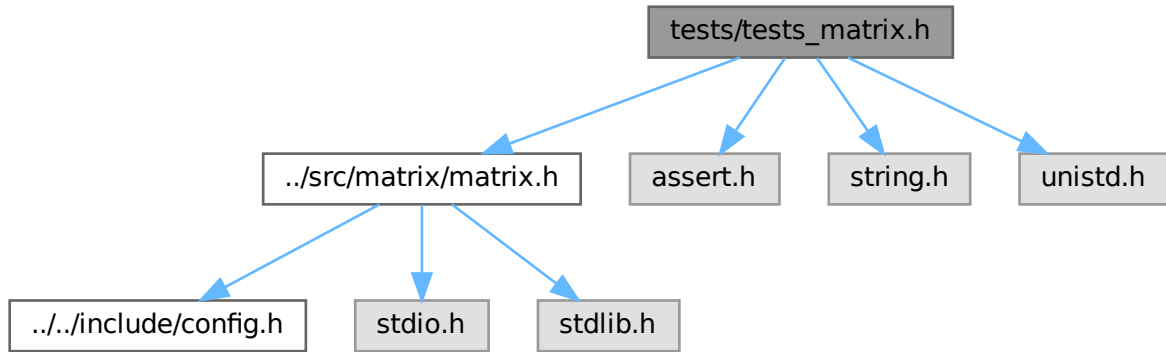 tests/tests_matrix.h
../src/matrix/matrix.h
assert.h
string.h
unistd.h
../../include/config.h
stdio.h
stdlib.h